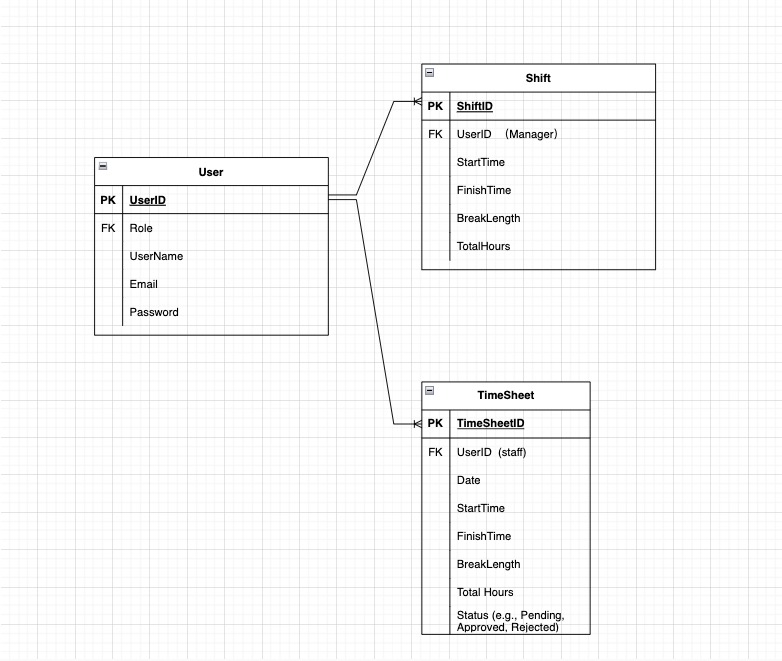 Shift
PK ShiftID
FK UserID （Manager）
StartTime
FinishTime
BreakLength
TotalHours
User
PK UserID
FK Role
UserName
Email
Password
TimeSheet
PK TimeSheetID
FK UserID (staff)
Date
StartTime
FinishTime
BreakLength
Total Hours
Status (e.g., Pending,
Approved, Rejected)